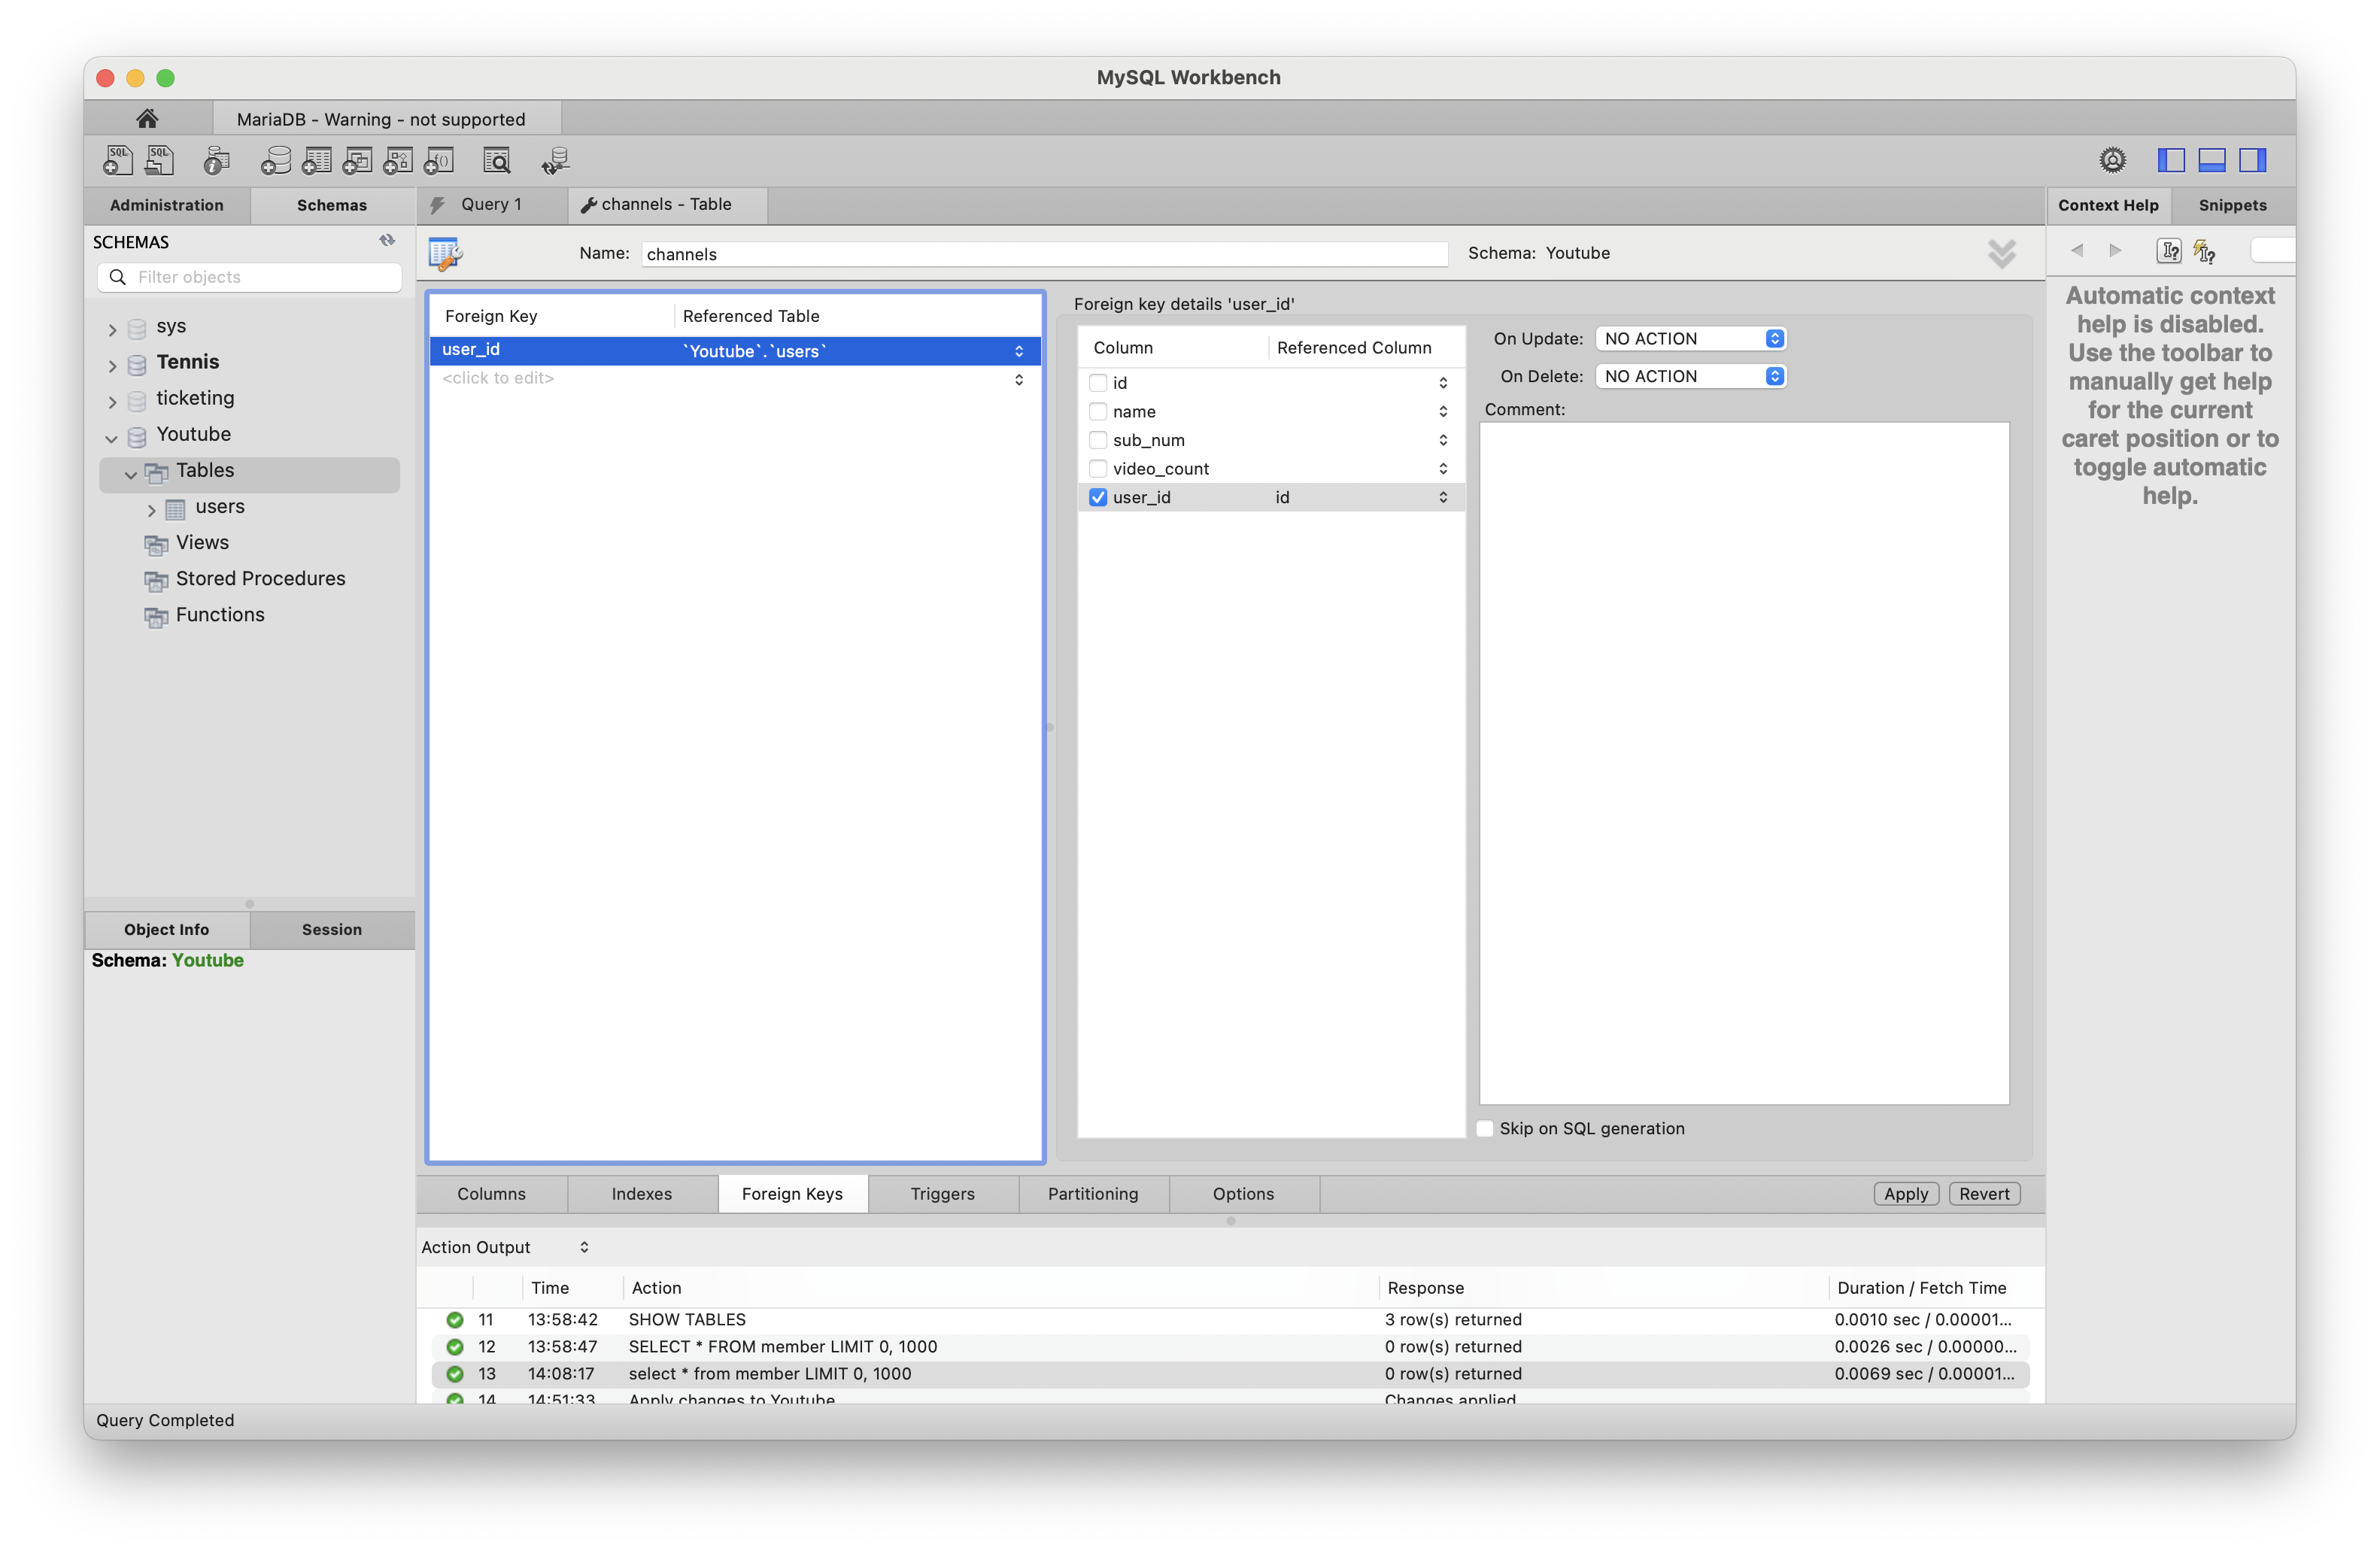 MySQL Workbench
MariaDB - Warning - not supported
SQL SQL
Administration Schemas
Query 1
channels - Table
Context Help Snippets
SCHEMAS
Filter objects
sys
Tennis
ticketing
Youtube
Tables
users
Views
Stored Procedures
Functions
Object Info Session
Schema: Youtube
Name: channels Schema: Youtube
Foreign Key Referenced Table
user_id `Youtube`.`users`
<click to edit>
Foreign key details 'user_id'
Column Referenced Column
id
name
sub_num
video_count
user_id id
On Update: NO ACTION
On Delete: NO ACTION
Comment:
Skip on SQL generation
Automatic context
help is disabled.
Use the toolbar to
manually get help
for the current
caret position or to
toggle automatic
help.
Columns Indexes Foreign Keys Triggers Partitioning Options Apply Revert
Action Output
Time Action Response Duration / Fetch Time
11 13:58:42 SHOW TABLES 3 row(s) returned 0.0010 sec / 0.00001...
12 13:58:47 SELECT * FROM member LIMIT 0, 1000 0 row(s) returned 0.0026 sec / 0.00000...
13 14:08:17 select * from member LIMIT 0, 1000 0 row(s) returned 0.0069 sec / 0.00001...
14 14:51:33 Apply changes to Youtube Changes applied
Query Completed